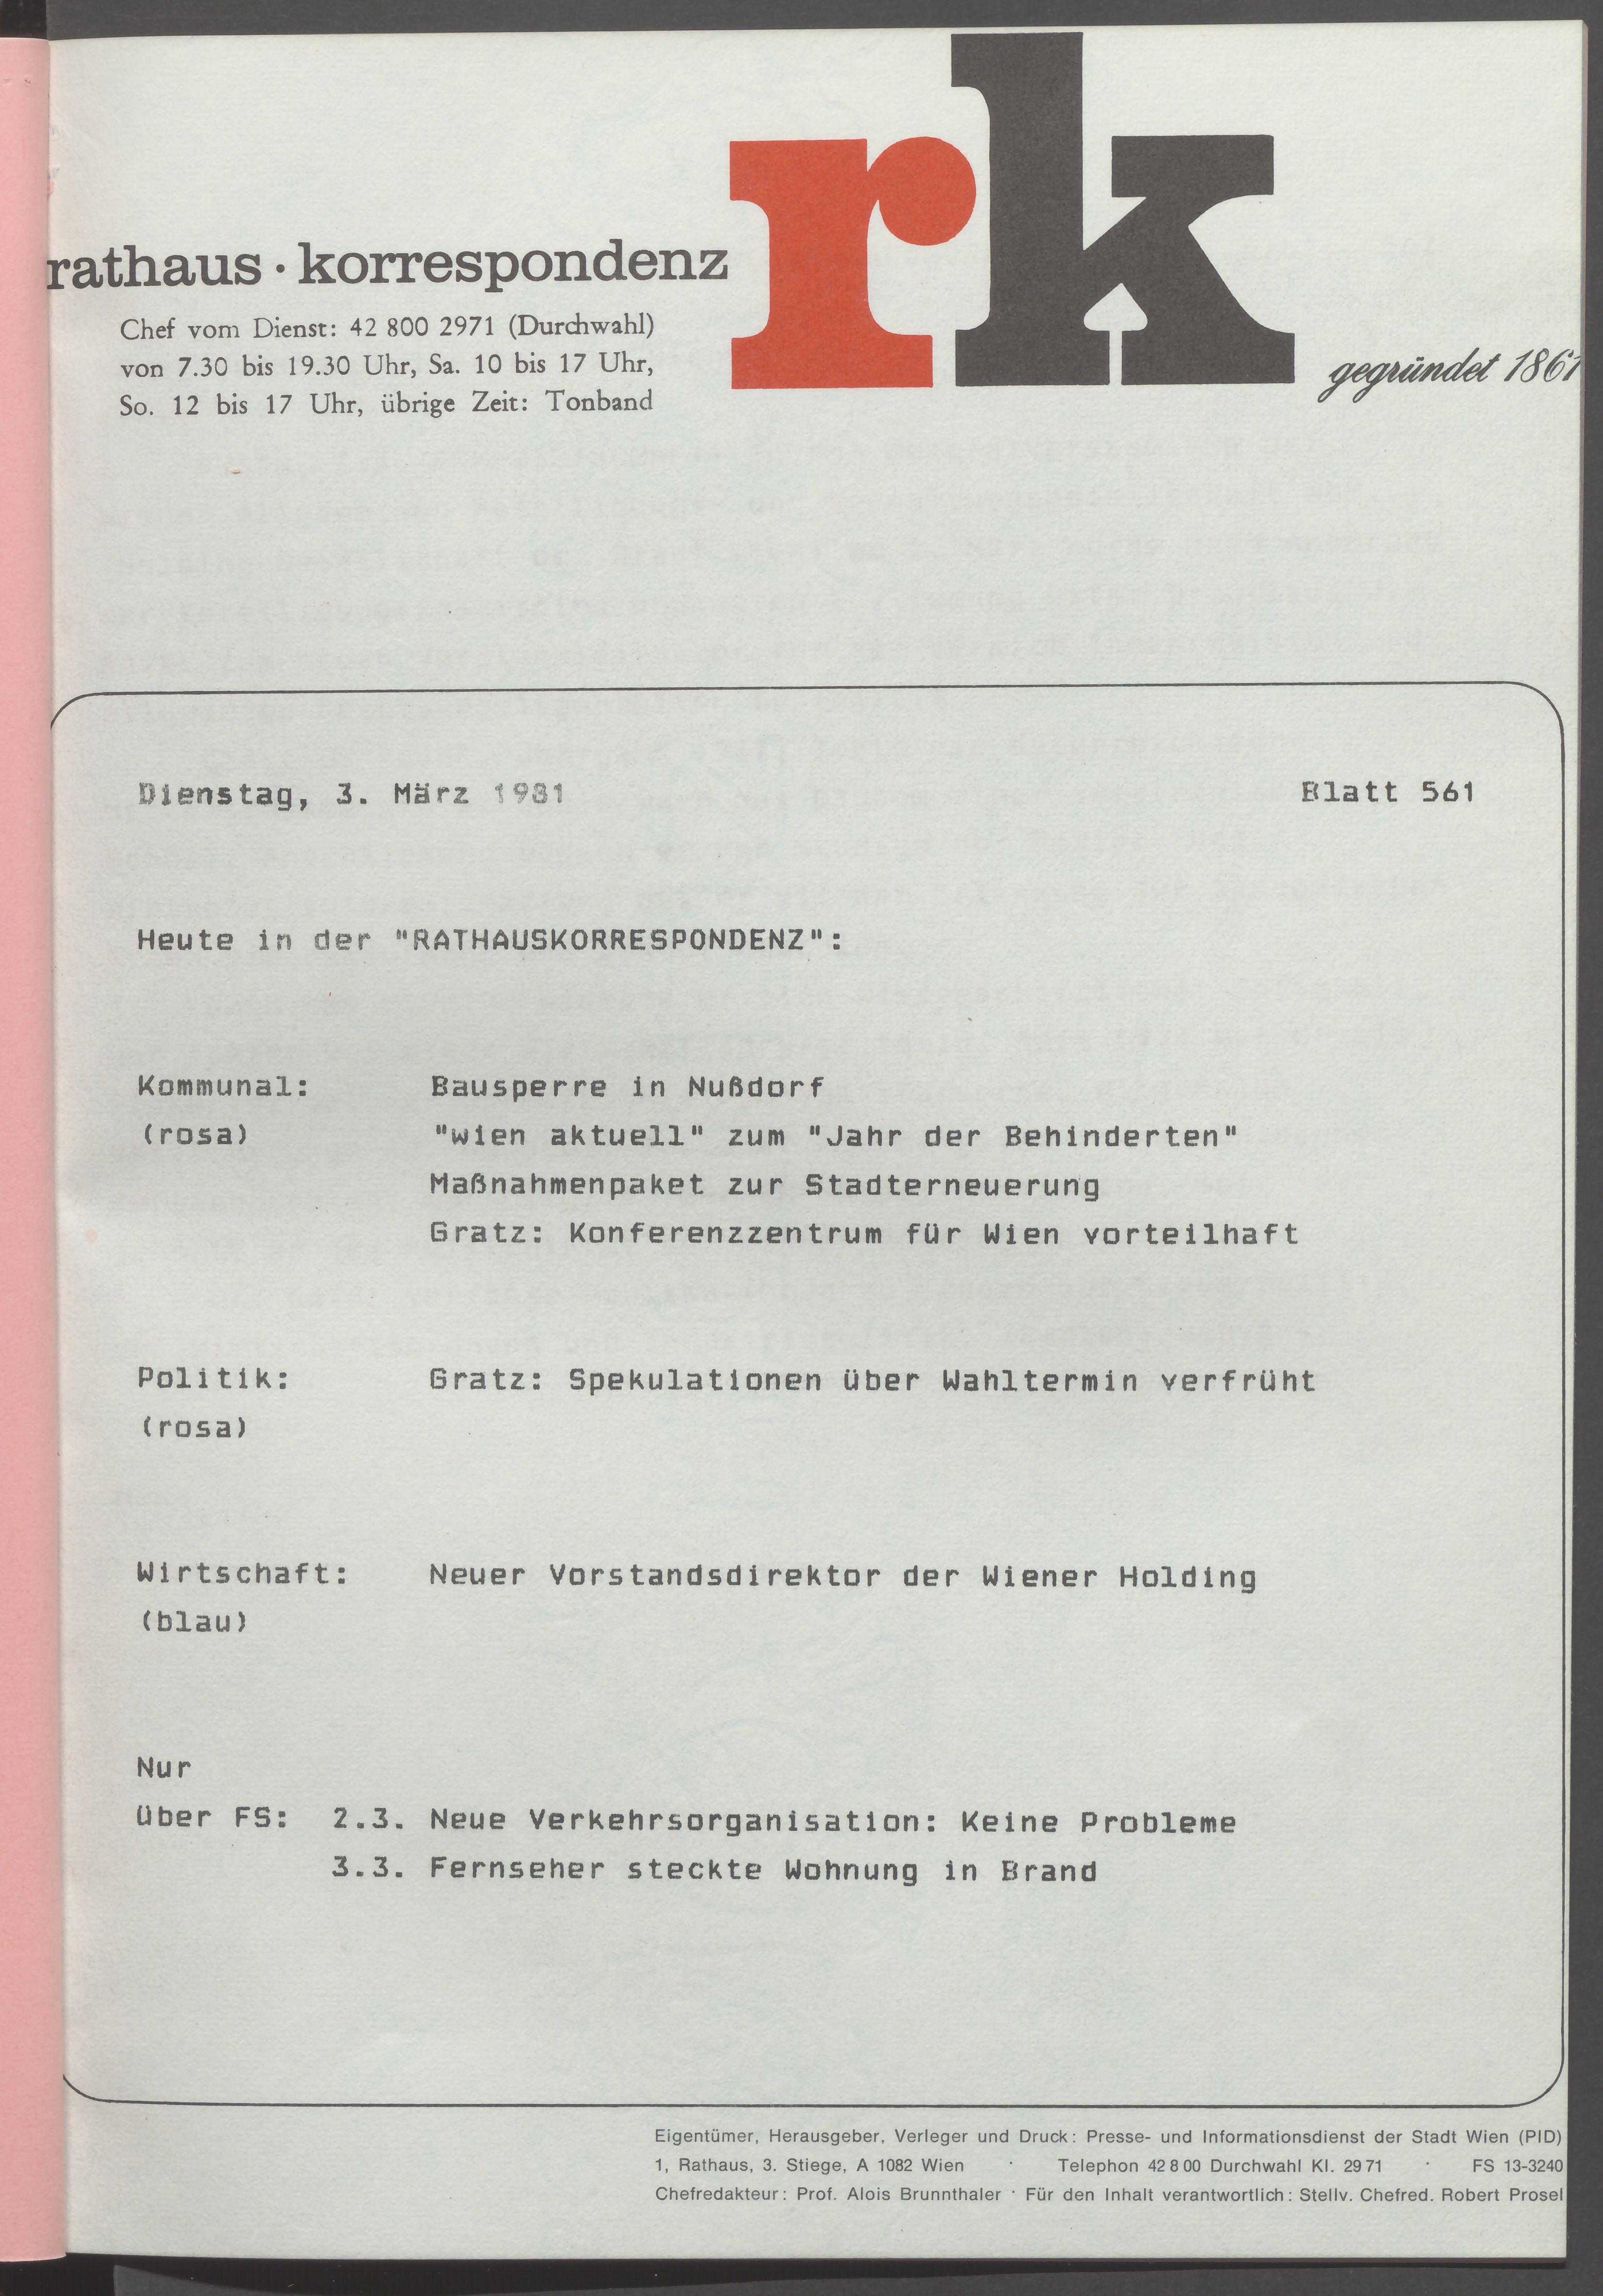 rk
rathaus · korrespondenz
Chef vom Dienst: 42 800 2971 (Durchwahl)
von 7.30 bis 19.30 Uhr, Sa. 10 bis 17 Uhr,
So. 12 bis 17 Uhr, übrige Zeit: Tonband
gegründet 1861
Dienstag, 3. März 1981 Blatt 561
Heute in der "RATHAUSKORRESPONDENZ":
Kommunal: Bausperre in Nußdorf
(rosa) "wien aktuell" zum "Jahr der Behinderten"
Maßnahmenpaket zur Stadterneuerung
Gratz: Konferenzzentrum für Wien vorteilhaft
Politik: Gratz: Spekulationen über Wahltermin verfrüht
(rosa)
Wirtschaft: Neuer Vorstandsdirektor der Wiener Holding
(blau)
Nur
über FS: 2.3. Neue Verkehrsorganisation: Keine Probleme
3.3. Fernseher steckte Wohnung in Brand
Eigentümer, Herausgeber, Verleger und Druck: Presse- und Informationsdienst der Stadt Wien (PID)
1, Rathaus, 3. Stiege, A 1082 Wien · Telephon 42 8 00 Durchwahl Kl. 29 71 · FS 13-3240
Chefredakteur: Prof. Alois Brunnthaler · Für den Inhalt verantwortlich: Stellv. Chefred. Robert Prosel